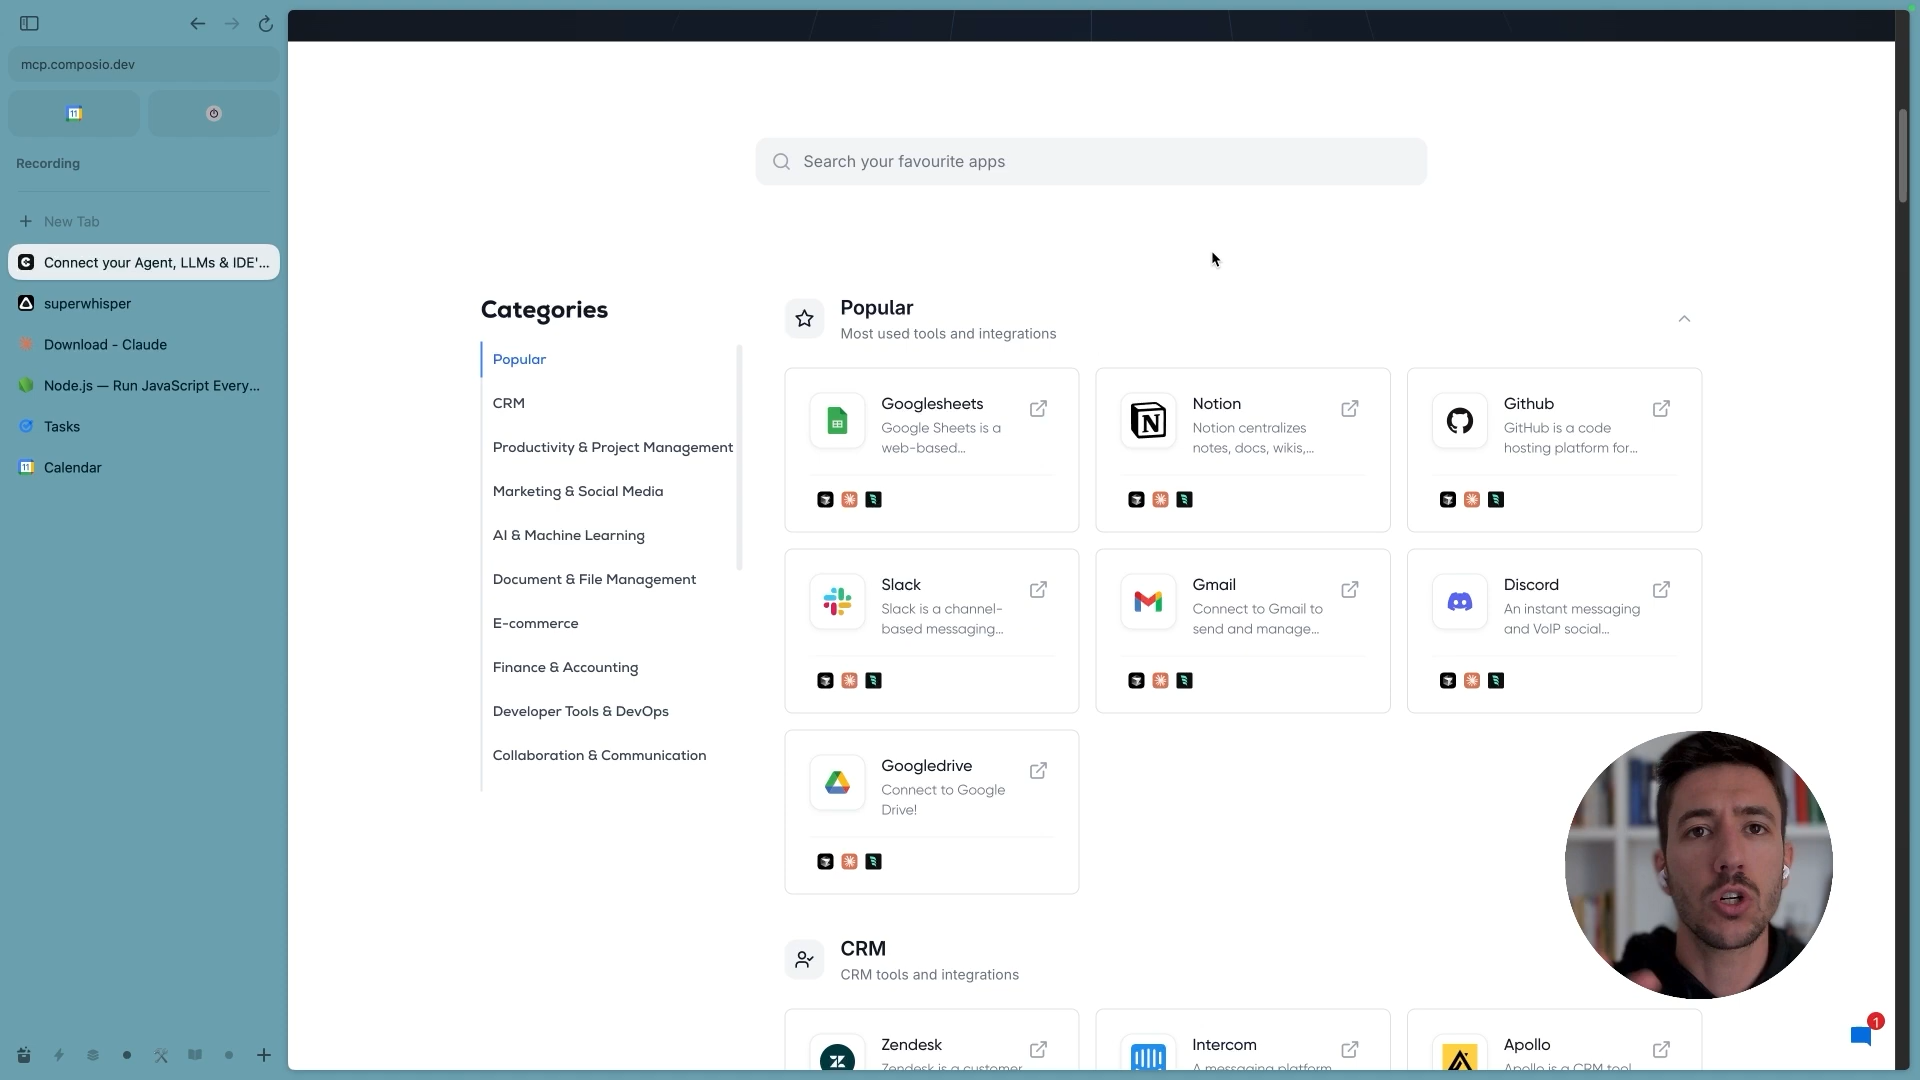 mcp.composio.dev
11
Recording
New Tab
Connect your Agent, LLMs & IDE'...
superwhisper
Download - Claude
Node.js — Run JavaScript Every...
Tasks
11
Calendar
Search your favourite apps
Categories
Popular
CRM
Productivity & Project Management
Marketing & Social Media
AI & Machine Learning
Document & File Management
E-commerce
Finance & Accounting
Developer Tools & DevOps
Collaboration & Communication
Popular
Most used tools and integrations
Googlesheets
Google Sheets is a
web-based...
Notion
Notion centralizes
notes, docs, wikis,...
Github
GitHub is a code
hosting platform for...
Slack
Slack is a channel-
based messaging...
Gmail
Connect to Gmail to
send and manage...
Discord
An instant messaging
and VoIP social...
Googledrive
Connect to Google
Drive!
CRM
CRM tools and integrations
Zendesk
Zendesk is a customer
Intercom
A messaging platform
Apollo
Apollo is a CRM tool
1